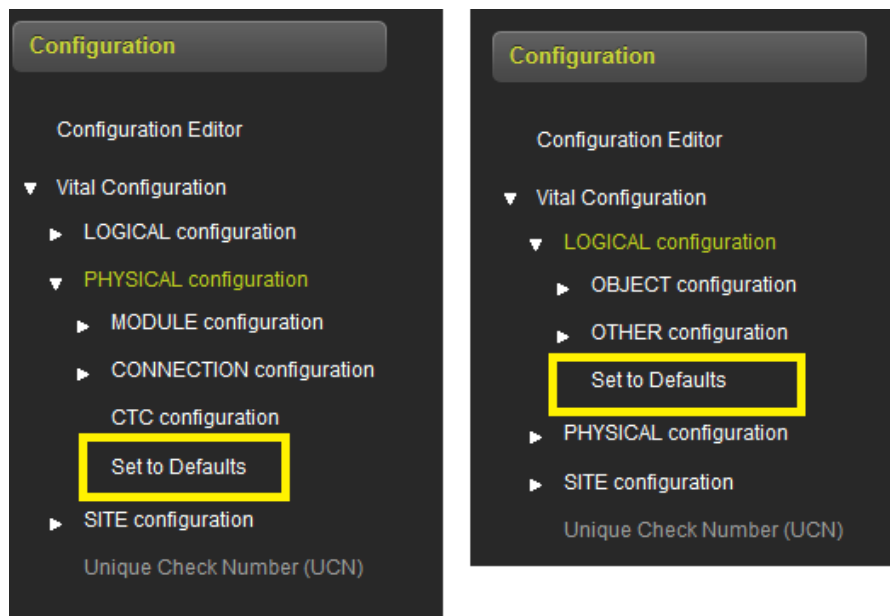 Configuration
Configuration Editor
Vital Configuration
LOGICAL configuration
PHYSICAL configuration
MODULE configuration
CONNECTION configuration
CTC configuration
Set to Defaults
SITE configuration
Unique Check Number (UCN)
Configuration
Configuration Editor
Vital Configuration
LOGICAL configuration
OBJECT configuration
OTHER configuration
Set to Defaults
PHYSICAL configuration
SITE configuration
Unique Check Number (UCN)